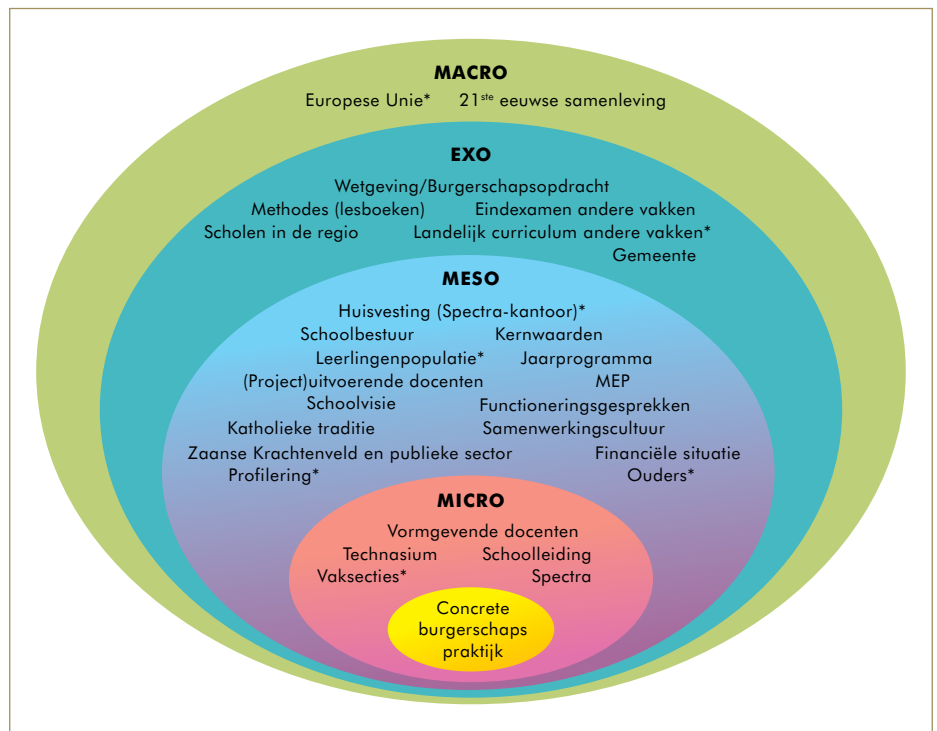 MACRO
Europese Unie* 21ste eeuwse samenleving
EXO
Wetgeving/Burgerschapsopdracht
Methodes (lesboeken) Eindexamen andere vakken
Scholen in de regio Landelijk curriculum andere vakken*
Gemeente
MESO
Huisvesting (Spectra-kantoor)*
Schoolbestuur Kernwaarden
Leerlingenpopulatie* Jaarprogramma
(Project)uitvoerende docenten MEP
Schoolvisie Functioneringsgesprekken
Katholieke traditie Samenwerkingscultuur
Zaanse Krachtenveld en publieke sector Financiële situatie
Profilering* Ouders*
MICRO
Vormgevende docenten
Technasium Schoolleiding
Vaksecties* Spectra
Concrete
burgerschaps
praktijk